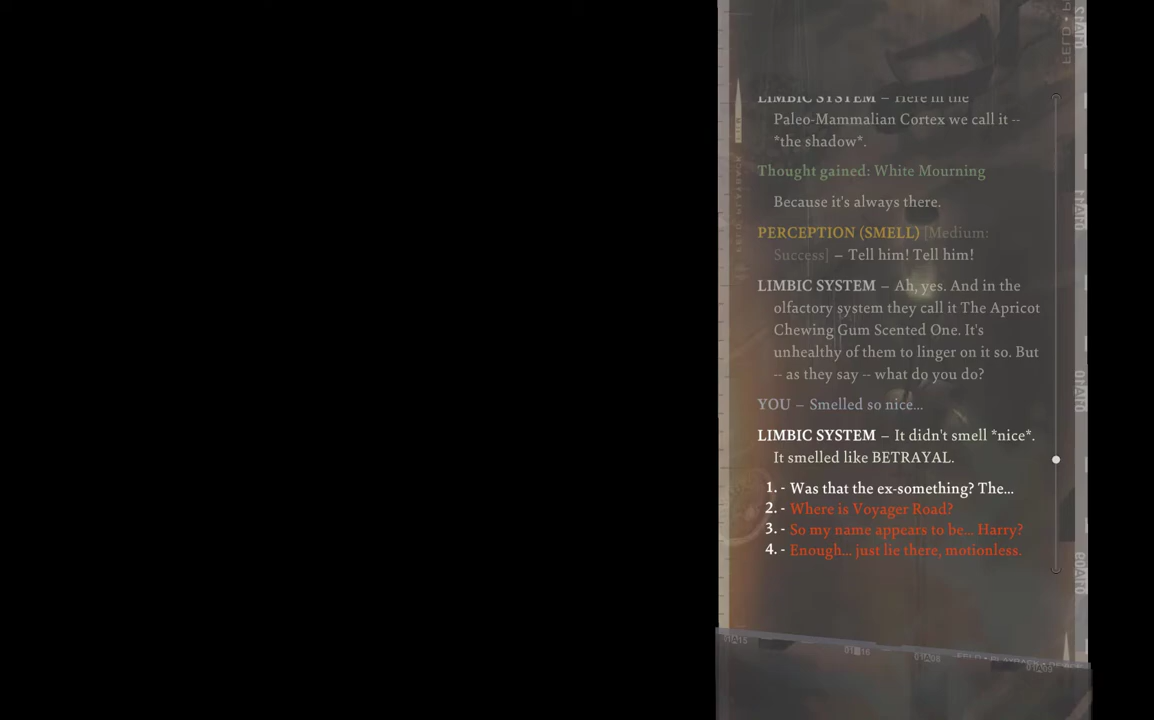 LIMBIC SYSTEM – Here in the
Paleo-Mammalian Cortex we call it --
*the shadow*.
Thought gained: White Mourning
Because it's always there.
PERCEPTION (SMELL) [Medium:
Success] – Tell him! Tell him!
LIMBIC SYSTEM – Ah, yes. And in the
olfactory system they call it The Apricot
Chewing Gum Scented One. It's
unhealthy of them to linger on it so. But
-- as they say -- what do you do?
YOU – Smelled so nice...
LIMBIC SYSTEM – It didn't smell *nice*.
It smelled like BETRAYAL.
1. - Was that the ex-something? The...
2. - Where is Voyager Road?
3. - So my name appears to be... Harry?
4. - Enough... just lie there, motionless.